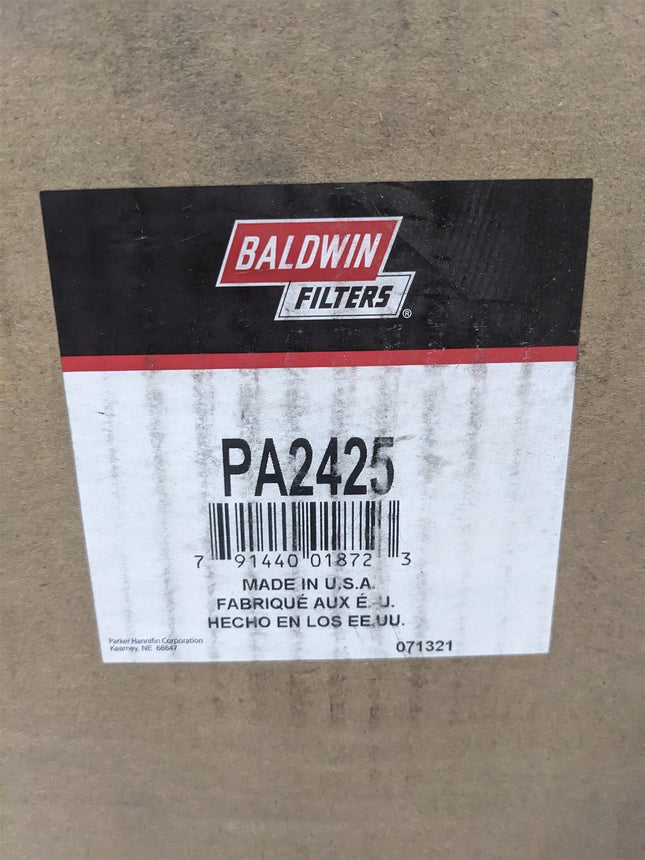 BALDWIN
FILTERS®
PA2425
7 91440 01872 3
MADE IN U.S.A.
FABRIQUÉ AUX É.-U.
HECHO EN LOS EE.UU.
Parker Hannifin Corporation
Kearney, NE 68847
071321